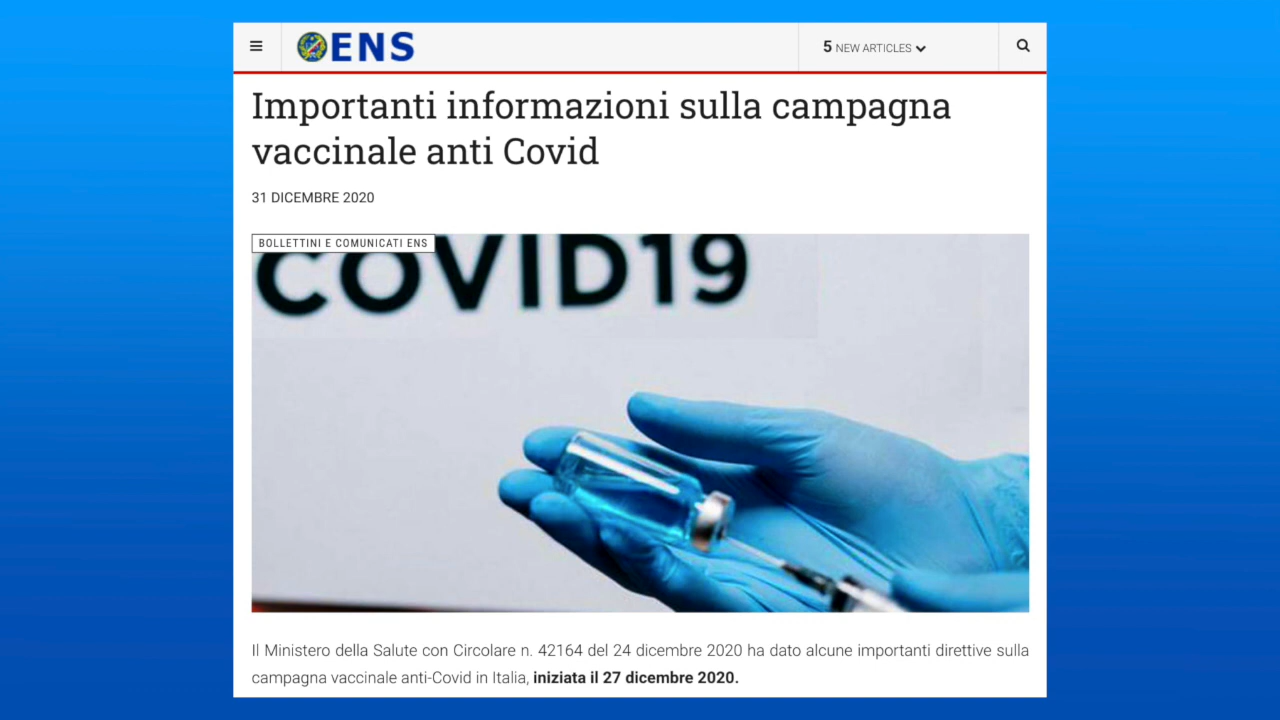 ENS
5 NEW ARTICLES
Importanti informazioni sulla campagna
vaccinale anti Covid
31 DICEMBRE 2020
BOLLETTINI E COMUNICATI ENS
COVID19
Il Ministero della Salute con Circolare n. 42164 del 24 dicembre 2020 ha dato alcune importanti direttive sulla
campagna vaccinale anti-Covid in Italia, iniziata il 27 dicembre 2020.